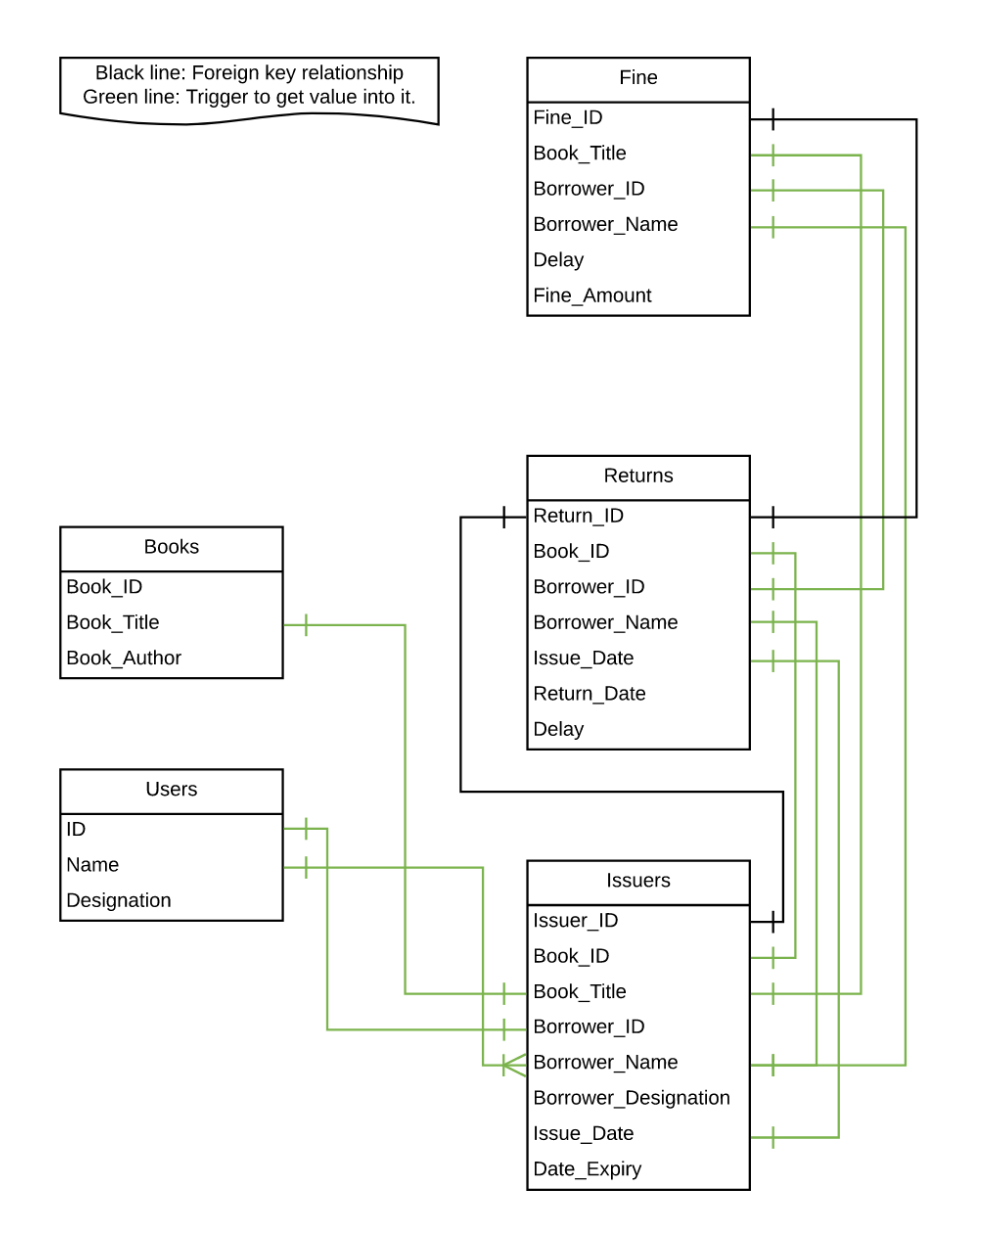 Black line: Foreign key relationship
Green line: Trigger to get value into it.
Fine
Fine_ID
Book_Title
Borrower_ID
Borrower_Name
Delay
Fine_Amount
Returns
Return_ID
Book_ID
Borrower_ID
Borrower_Name
Issue_Date
Return_Date
Delay
Books
Book_ID
Book_Title
Book_Author
Users
ID
Name
Designation
Issuers
Issuer_ID
Book_ID
Book_Title
Borrower_ID
Borrower_Name
Borrower_Designation
Issue_Date
Date_Expiry